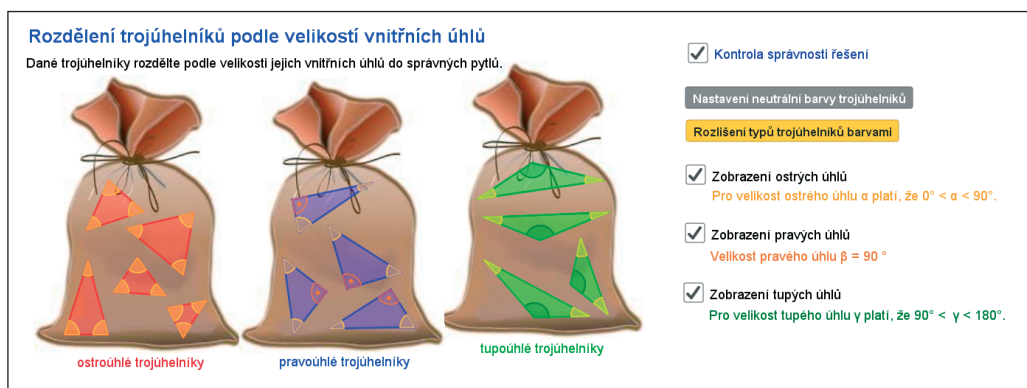 Rozdělení trojúhelníků podle velikostí vnitřních úhlů
Dané trojúhelníky rozdělte podle velikosti jejich vnitřních úhlů do správných pytlů.
ostroúhlé trojúhelníky
pravoúhlé trojúhelníky
tupoúhlé trojúhelníky
Kontrola správnosti řešení
Nastavení neutrální barvy trojúhelníků
Rozlišení typů trojúhelníků barvami
Zobrazení ostrých úhlů
Pro velikost ostrého úhlu α platí, že 0° < α < 90°.
Zobrazení pravých úhlů
Velikost pravého úhlu β = 90 °
Zobrazení tupých úhlů
Pro velikost tupého úhlu γ platí, že 90° < γ < 180°.